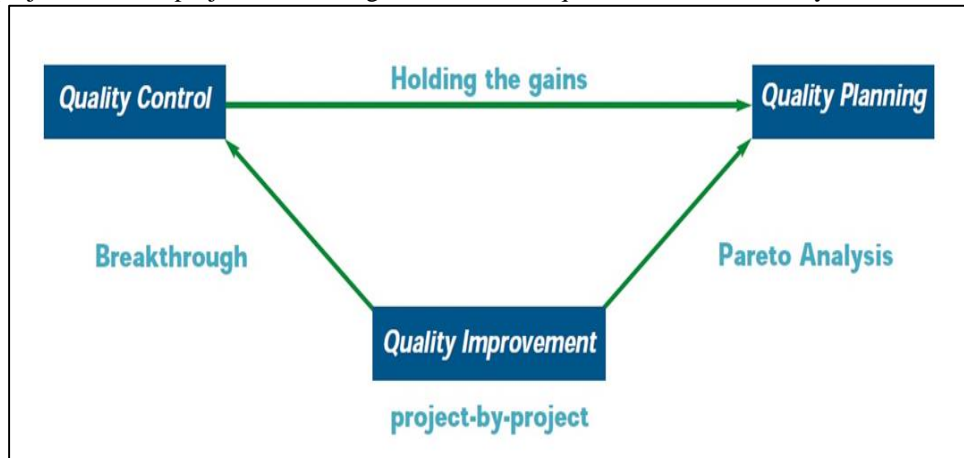 Holding the gains
Quality Control
Quality Planning
Breakthrough
Pareto Analysis
Quality Improvement
project-by-project